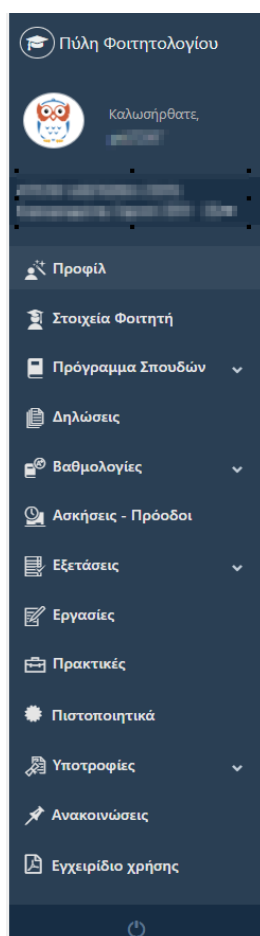 Πύλη Φοιτητολογίου
Καλωσήρθατε,
Προφίλ
Στοιχεία Φοιτητή
Πρόγραμμα Σπουδών
Δηλώσεις
Βαθμολογίες
Ασκήσεις - Πρόοδοι
Εξετάσεις
Εργασίες
Πρακτικές
Πιστοποιητικά
Υποτροφίες
Ανακοινώσεις
Εγχειρίδιο χρήσης